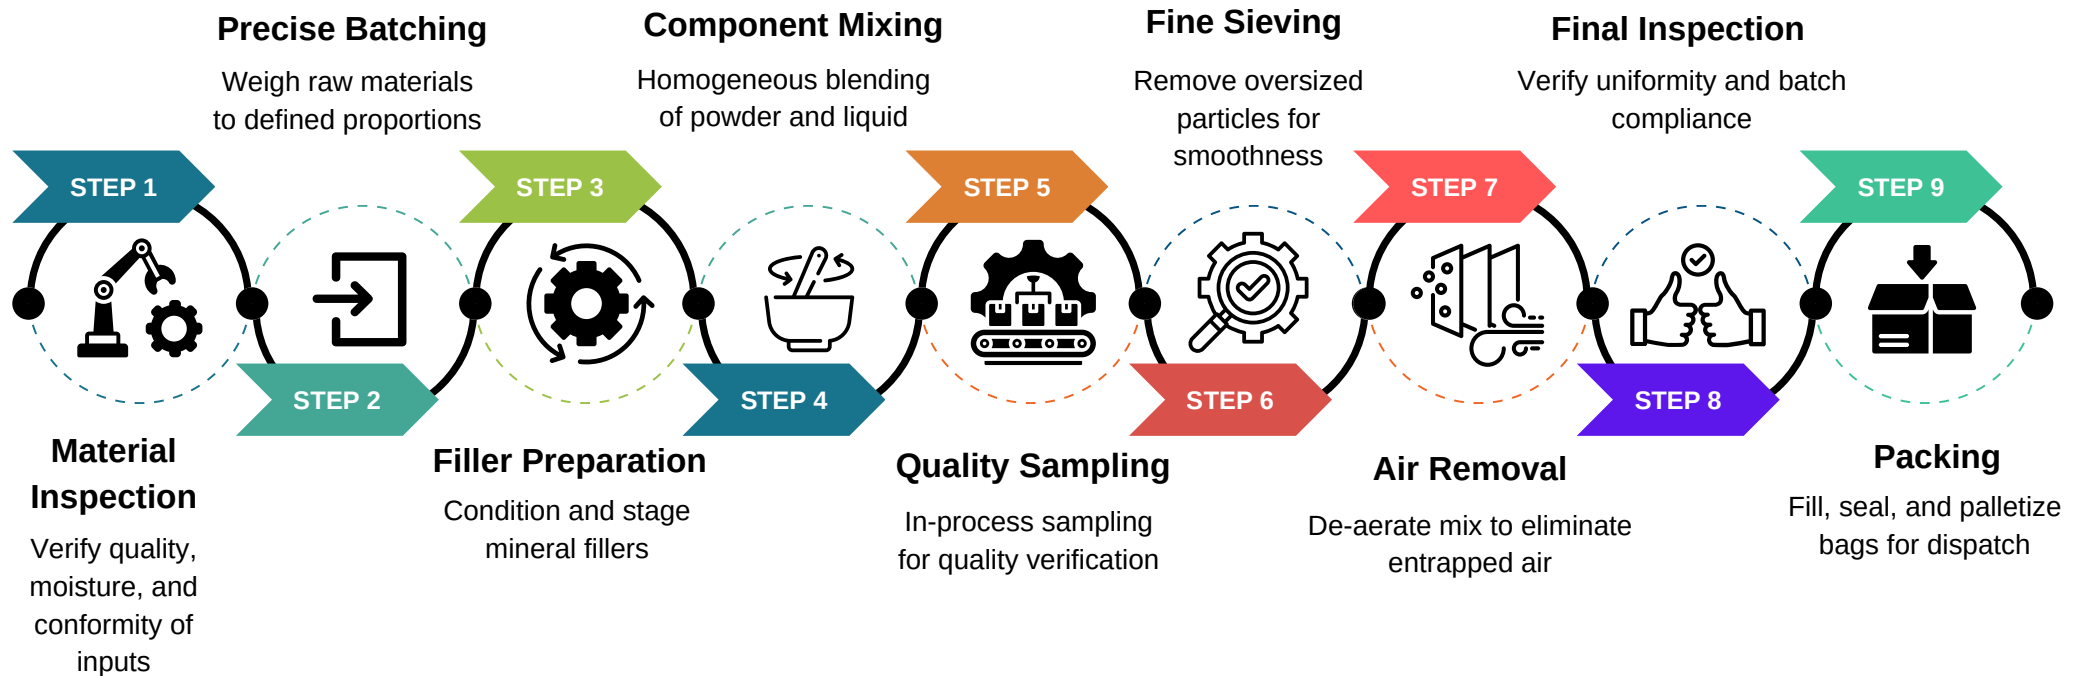 STEP 1
Material
Inspection
Verify quality,
moisture, and
conformity of
inputs
Precise Batching
Weigh raw materials
to defined proportions
STEP 2
STEP 3
Filler Preparation
Condition and stage
mineral fillers
Component Mixing
Homogeneous blending
of powder and liquid
STEP 4
STEP 5
Quality Sampling
In-process sampling
for quality verification
Fine Sieving
Remove oversized
particles for
smoothness
STEP 6
STEP 7
Air Removal
De-aerate mix to eliminate
entrapped air
Final Inspection
Verify uniformity and batch
compliance
STEP 8
STEP 9
Packing
Fill, seal, and palletize
bags for dispatch